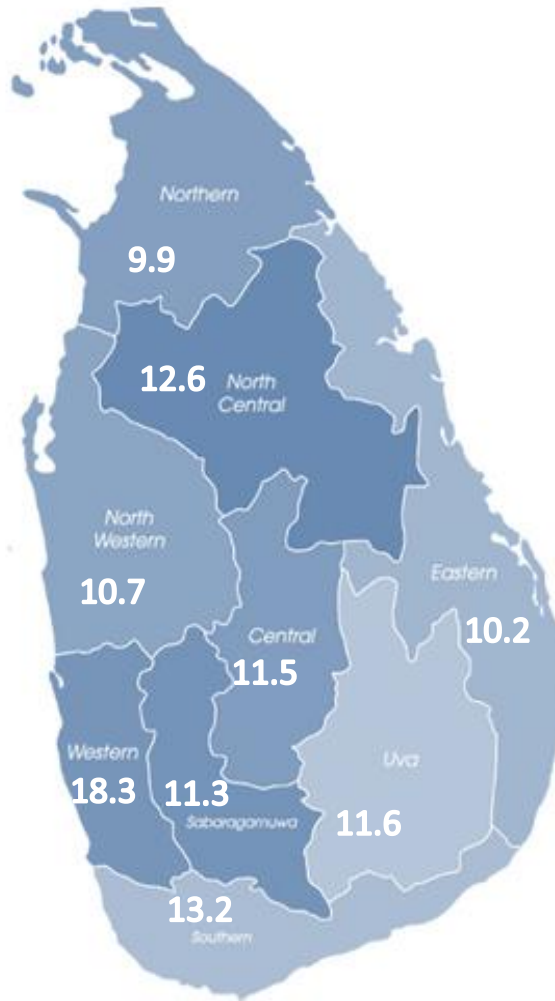 Northern
9.9
12.6
North
Central
North
Western
10.7
Eastern
10.2
Central
11.5
Western
18.3
11.3
Sabaragamuwa
Uva
11.6
13.2
Southern